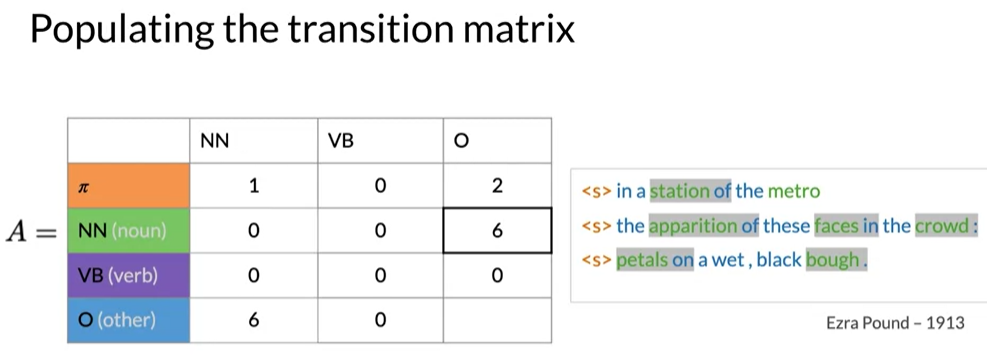 Populating the transition matrix
NN VB O
π 1 0 2
A = NN (noun) 0 0 6
VB (verb) 0 0 0
O (other) 6 0
<s> in a station of the metro
<s> the apparition of these faces in the crowd :
<s> petals on a wet , black bough .
Ezra Pound – 1913